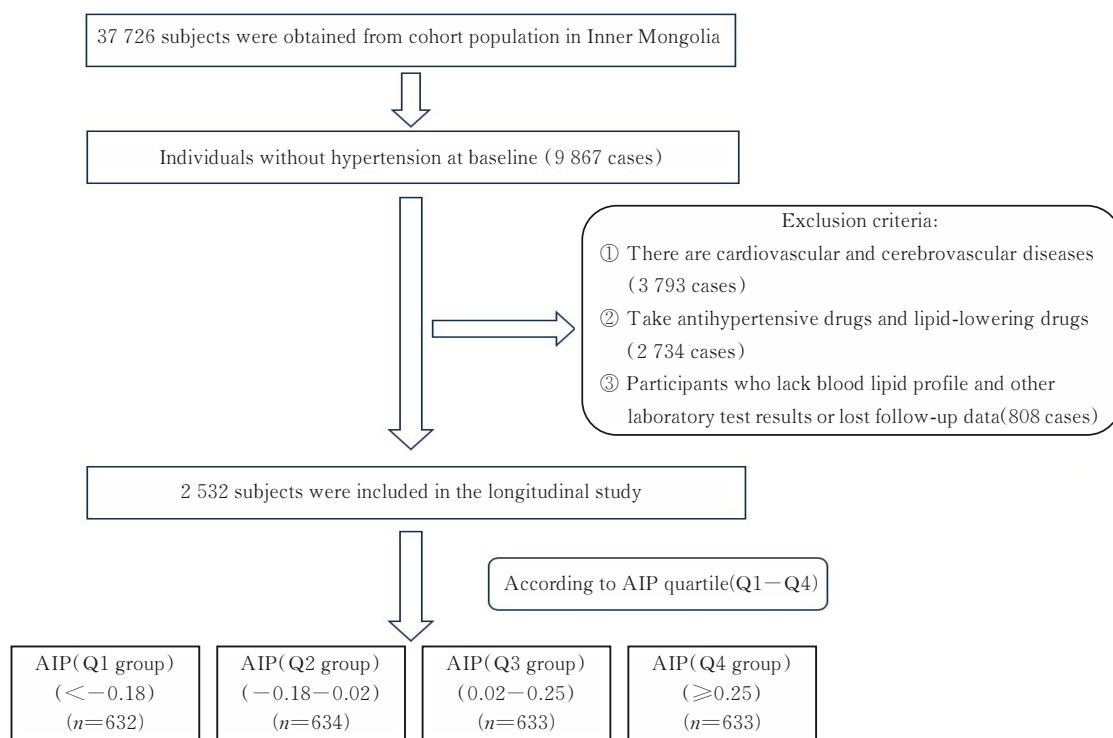 37 726 subjects were obtained from cohort population in Inner Mongolia
Individuals without hypertension at baseline (9 867 cases)
Exclusion criteria:
① There are cardiovascular and cerebrovascular diseases
(3 793 cases)
② Take antihypertensive drugs and lipid-lowering drugs
(2 734 cases)
③ Participants who lack blood lipid profile and other
laboratory test results or lost follow-up data(808 cases)
2 532 subjects were included in the longitudinal study
According to AIP quartile(Q1−Q4)
AIP(Q1 group)
(<−0.18)
(n=632)
AIP(Q2 group)
(−0.18−0.02)
(n=634)
AIP(Q3 group)
(0.02−0.25)
(n=633)
AIP(Q4 group)
(⩾0.25)
(n=633)